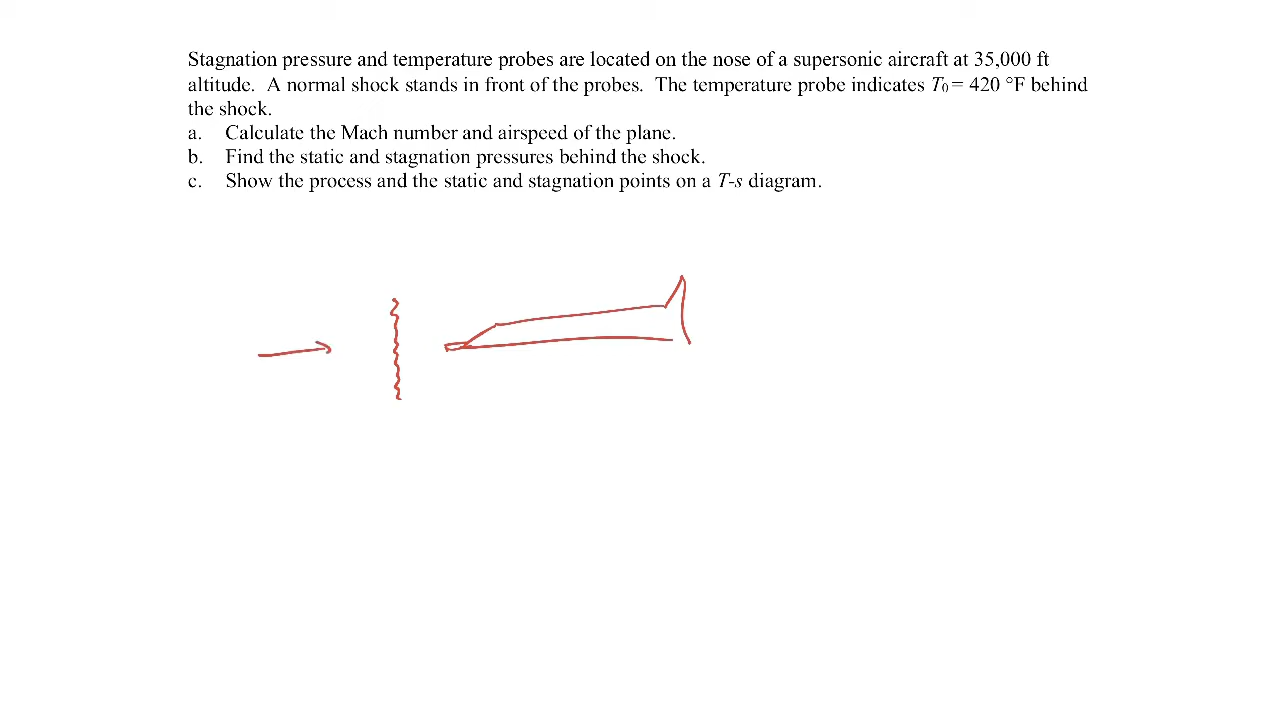 Stagnation pressure and temperature probes are located on the nose of a supersonic aircraft at 35,000 ft
altitude.  A normal shock stands in front of the probes.  The temperature probe indicates T₀ = 420 °F behind
the shock.
a. Calculate the Mach number and airspeed of the plane.
b. Find the static and stagnation pressures behind the shock.
c. Show the process and the static and stagnation points on a T-s diagram.